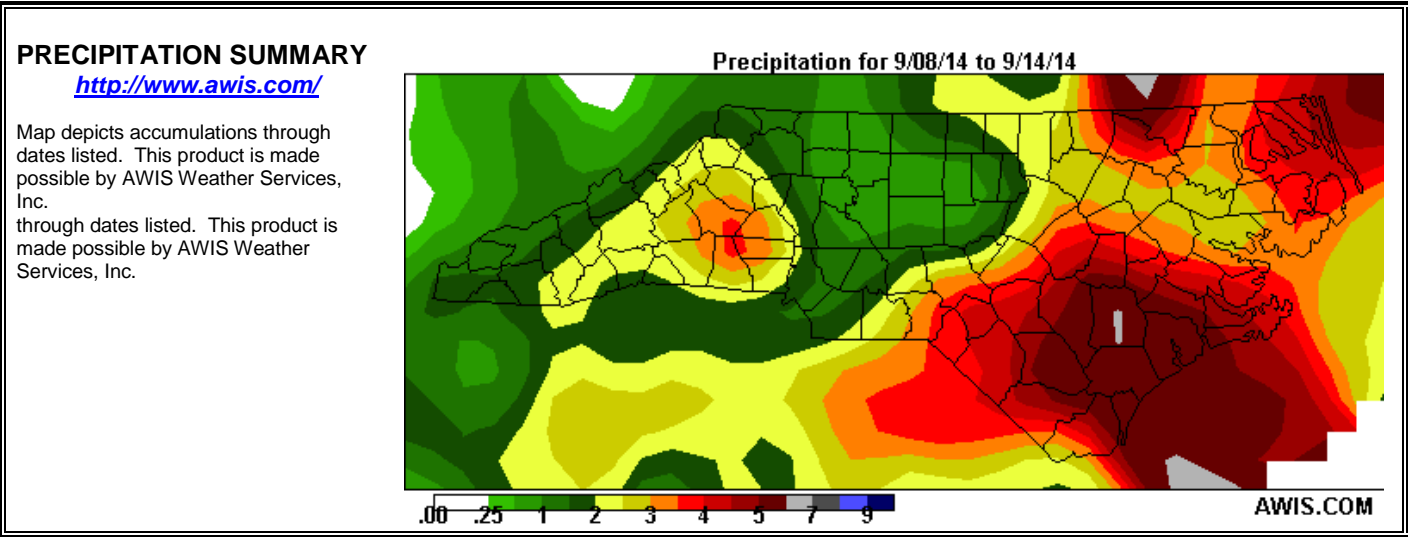 PRECIPITATION SUMMARY
http://www.awis.com/
Map depicts accumulations through
dates listed.  This product is made
possible by AWIS Weather Services,
Inc.
through dates listed.  This product is
made possible by AWIS Weather
Services, Inc.
Precipitation for 9/08/14 to 9/14/14
.00 .25 1 2 3 4 5 7 9
AWIS.COM